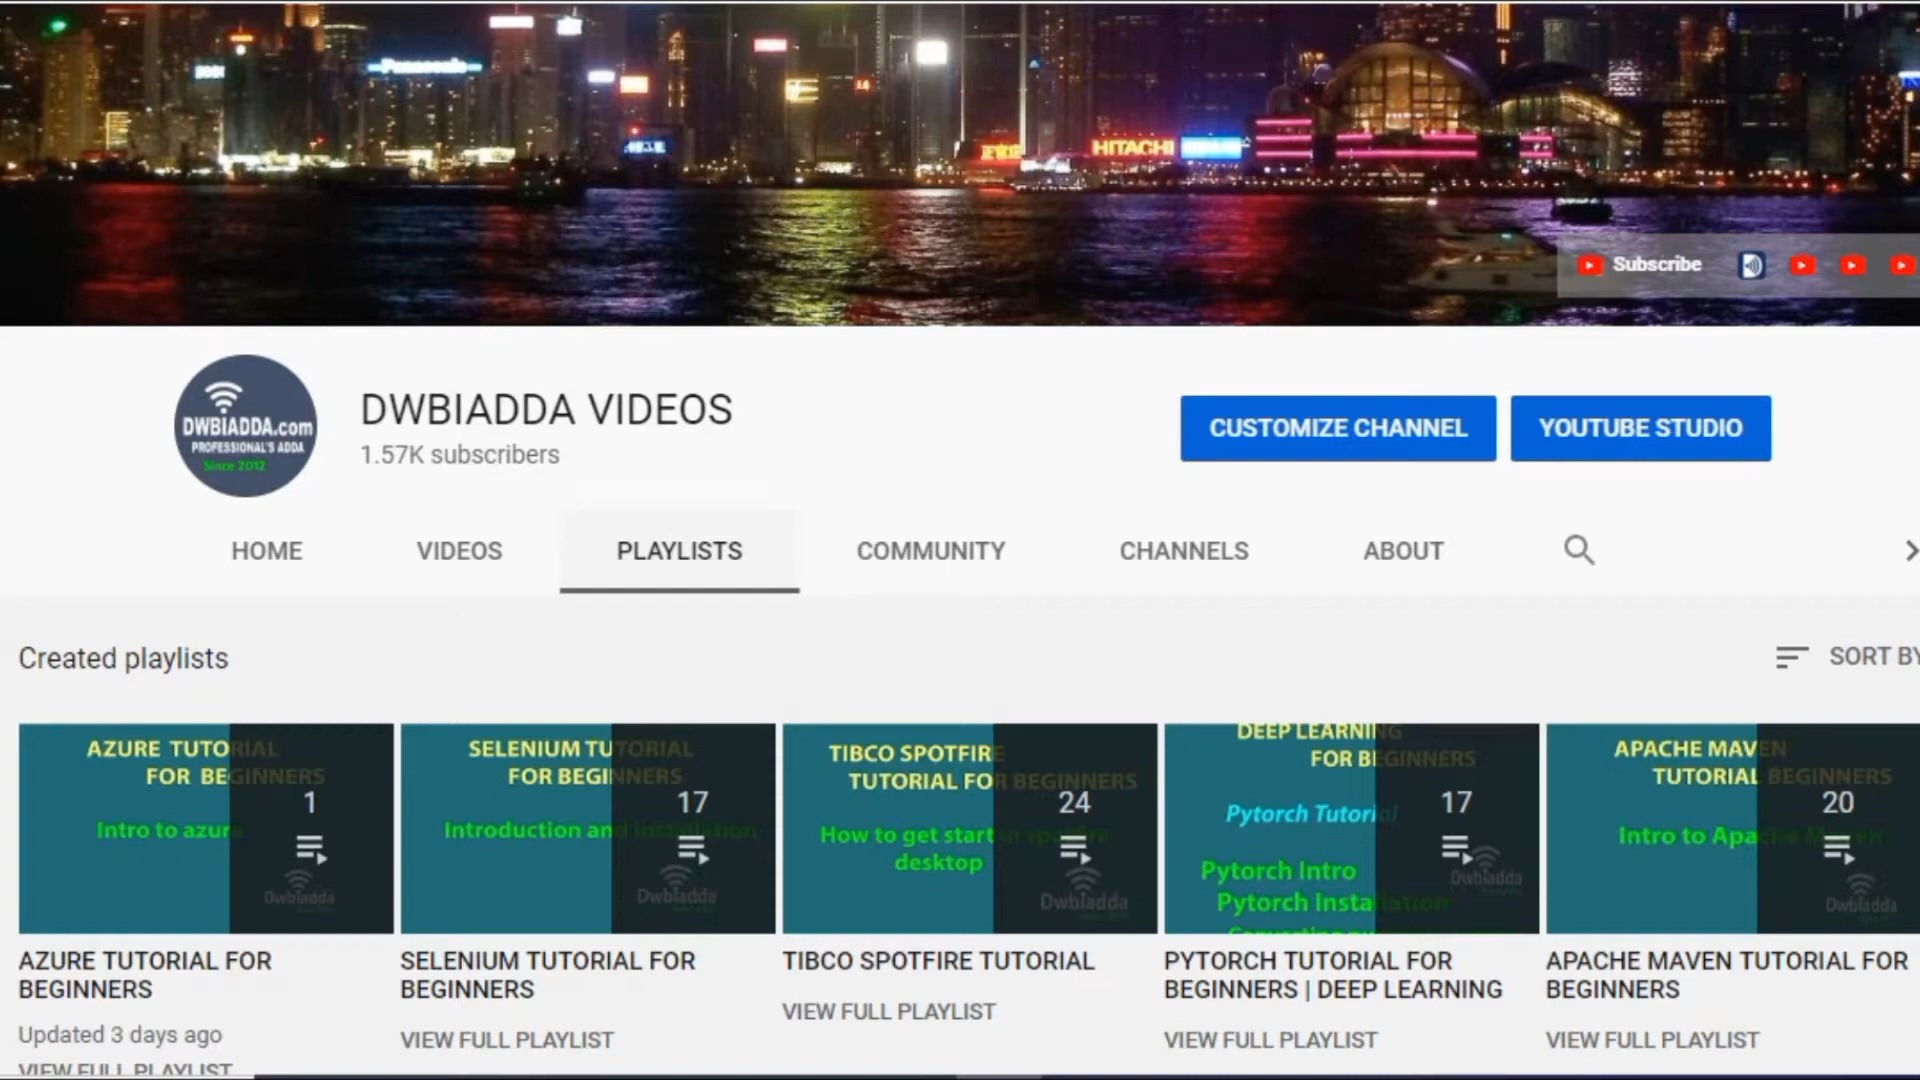 Panasonic
HITACHI
Subscribe
DWBIADDA.com
PROFESSIONAL'S ADDA
Since 2012
DWBIADDA VIDEOS
1.57K subscribers
CUSTOMIZE CHANNEL
YOUTUBE STUDIO
HOME
VIDEOS
PLAYLISTS
COMMUNITY
CHANNELS
ABOUT
Created playlists
SORT BY
AZURE TUTORIAL
FOR BEGINNERS
1
Intro to azure
Dwbiadda
SELENIUM TUTORIAL
FOR BEGINNERS
17
Introduction and Installation
Dwbiadda
TIBCO SPOTFIRE
TUTORIAL FOR BEGINNERS
24
How to get start in spotfire
desktop
Dwbiadda
DEEP LEARNING
FOR BEGINNERS
17
Pytorch Tutorial
Pytorch Intro
Pytorch Installation
Dwbiadda
APACHE MAVEN
TUTORIAL BEGINNERS
20
Intro to Apache Maven
Dwbiadda
AZURE TUTORIAL FOR
BEGINNERS
Updated 3 days ago
VIEW FULL PLAYLIST
SELENIUM TUTORIAL FOR
BEGINNERS
VIEW FULL PLAYLIST
TIBCO SPOTFIRE TUTORIAL
VIEW FULL PLAYLIST
PYTORCH TUTORIAL FOR
BEGINNERS | DEEP LEARNING
VIEW FULL PLAYLIST
APACHE MAVEN TUTORIAL FOR
BEGINNERS
VIEW FULL PLAYLIST